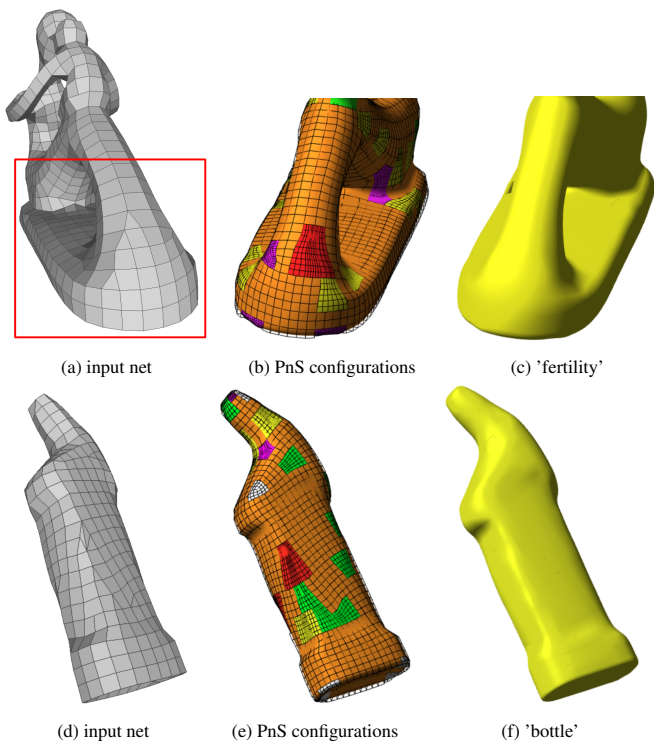 (a) input net
(b) PnS configurations
(c) ’fertility’
(d) input net
(e) PnS configurations
(f) ’bottle’